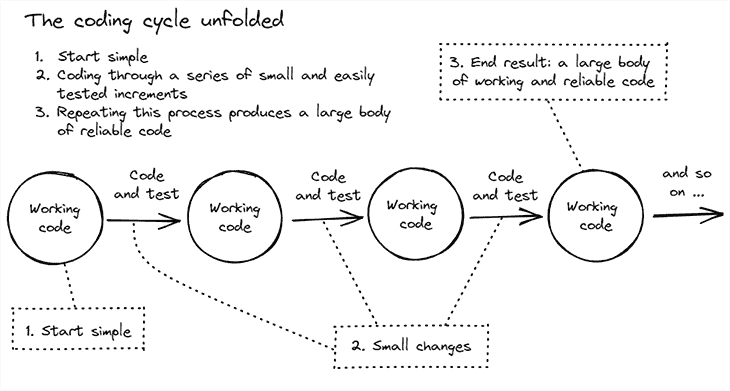 The coding cycle unfolded
1. Start simple
2. Coding through a series of small and easily
tested increments
3. Repeating this process produces a large body
of reliable code
3. End result: a large body
of working and reliable code
Working
code
Code
and test
Working
code
Code
and test
Working
code
Code
and test
Working
code
and so
on ...
1. Start simple
2. Small changes